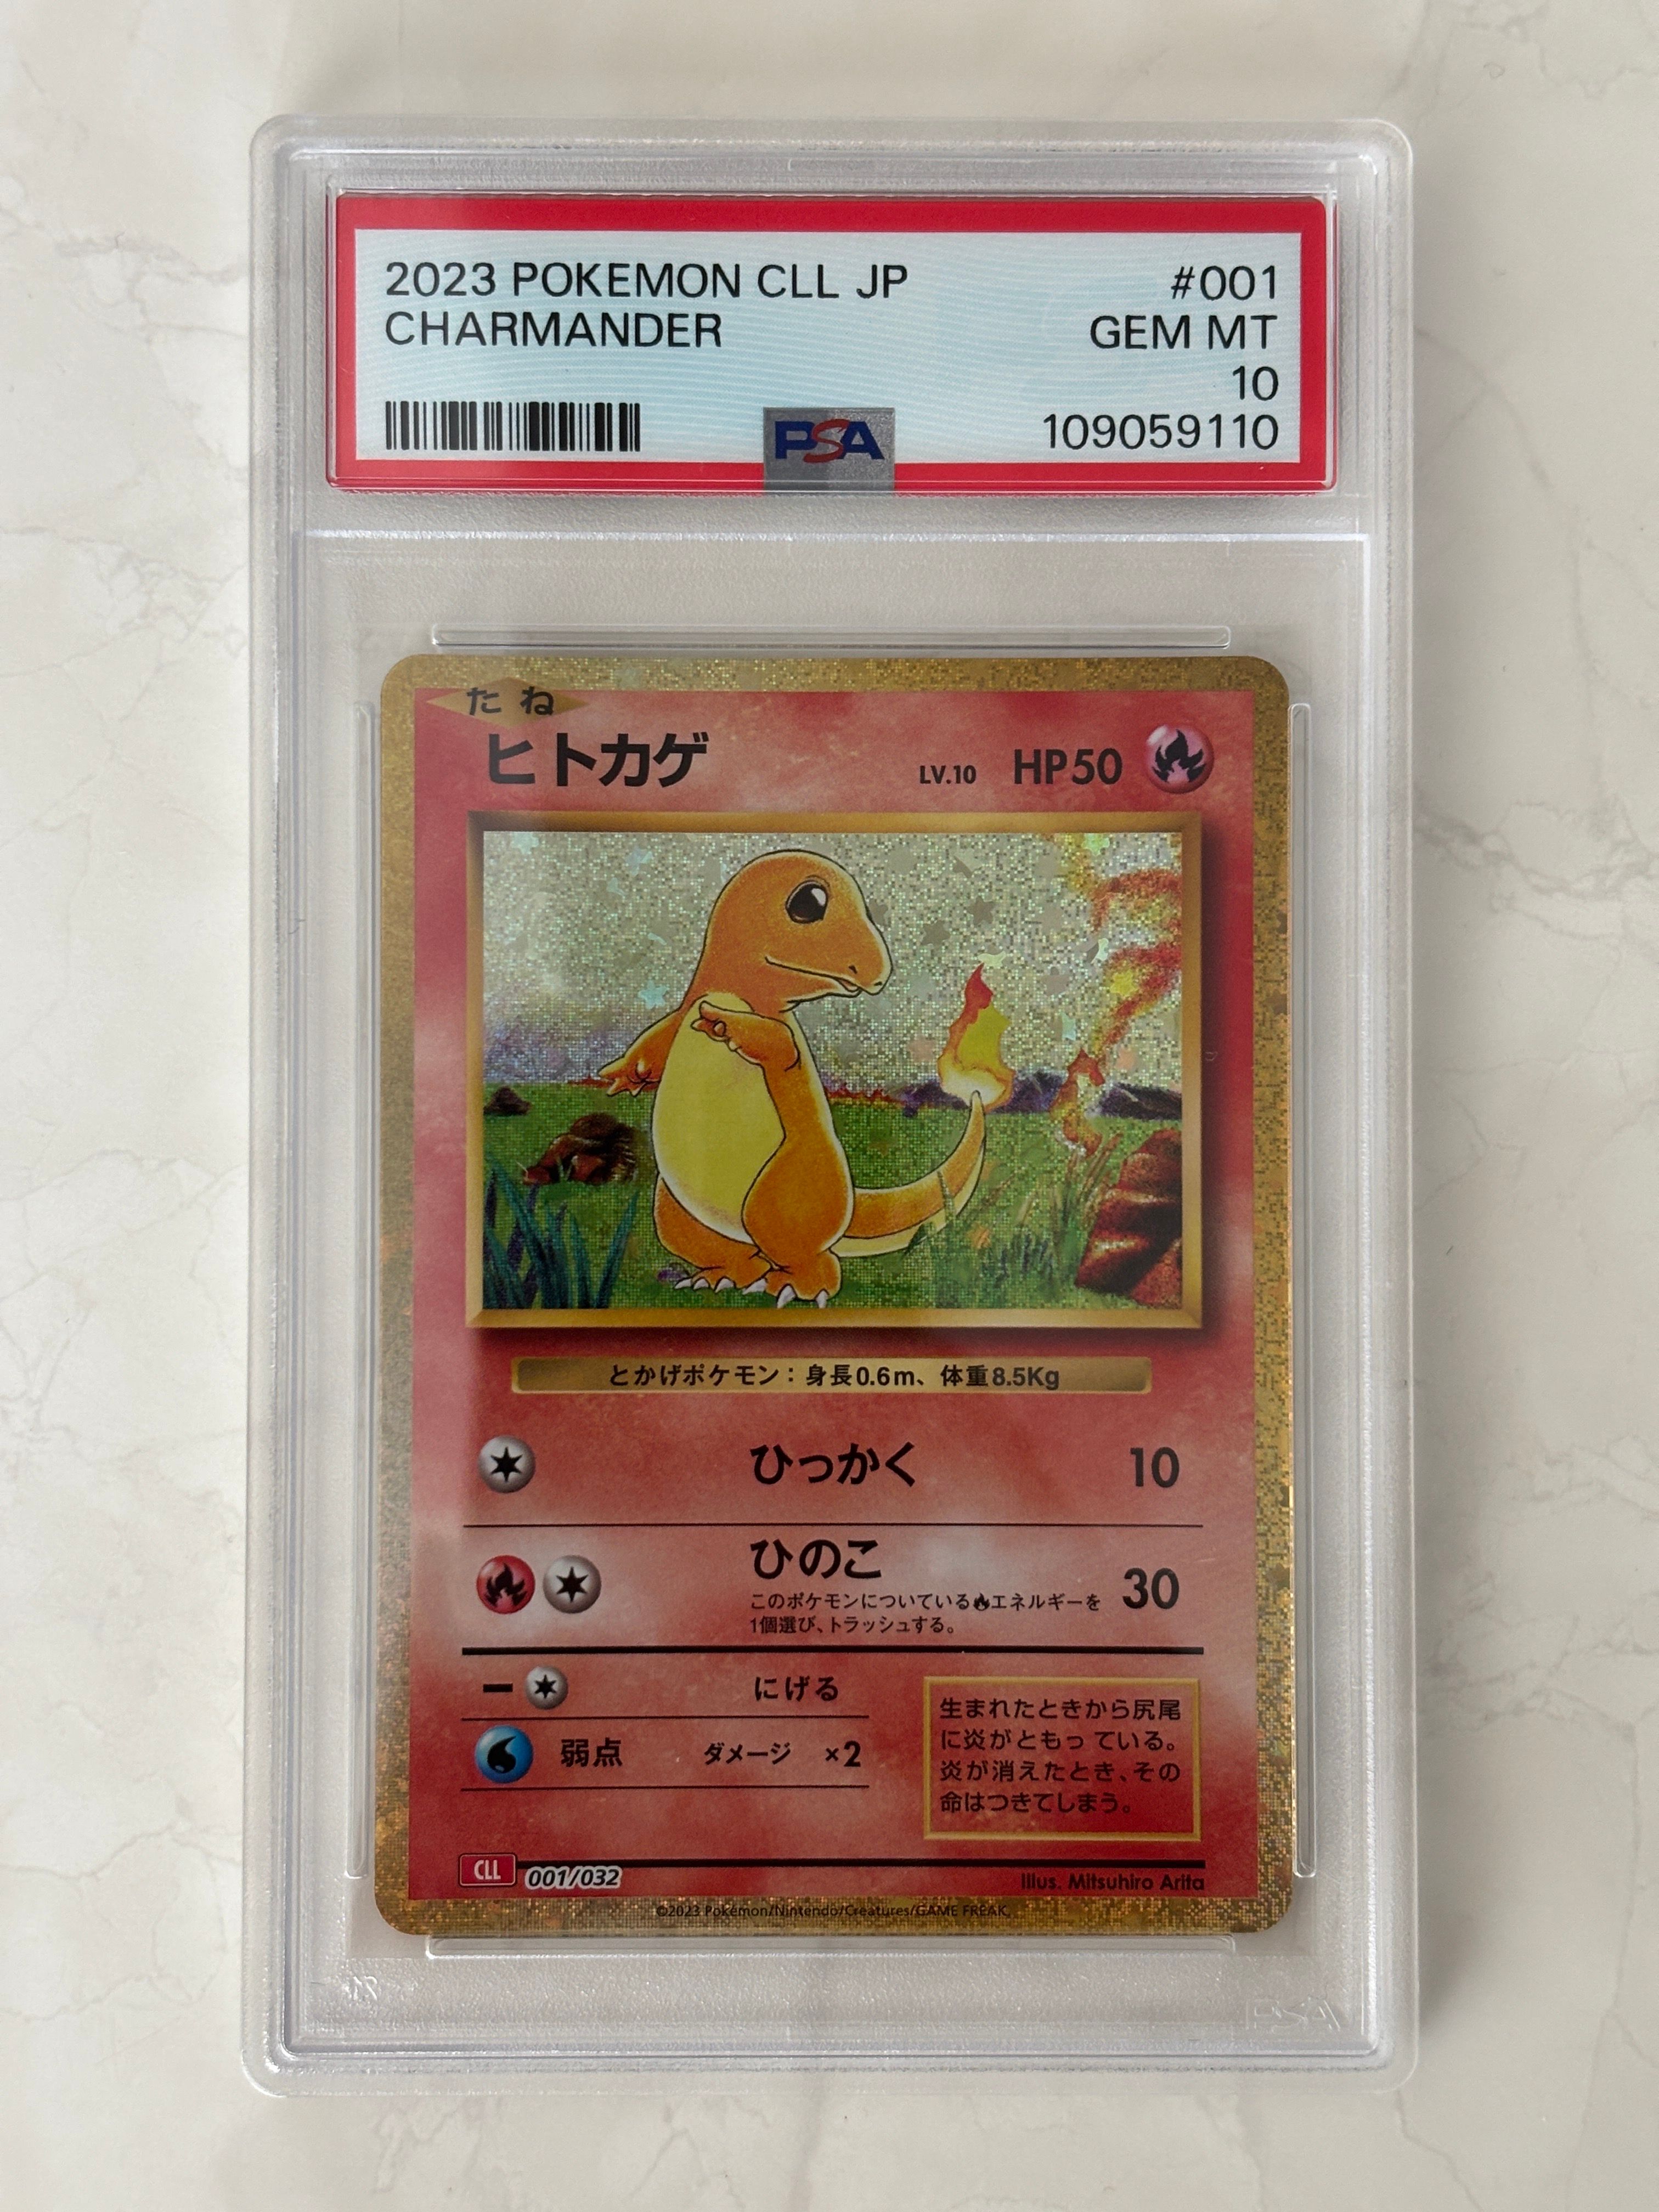 2023 POKEMON CLL JP #001
CHARMANDER GEM MT
10
PSA 109059110
たね
ヒトカゲ LV.10 HP50
とかげポケモン：身長0.6m、体重8.5Kg
ひっかく 10
ひのこ 30
このポケモンについているエネルギーを
1個選び、トラッシュする。
にげる
弱点 ダメージ ×2
生まれたときから尻尾
に炎がともっている。
炎が消えたとき、その
命はつきてしまう。
CLL 001/032 Illus. Mitsuhiro Arita
©2023 Pokémon/Nintendo/Creatures/GAME FREAK.
PSA